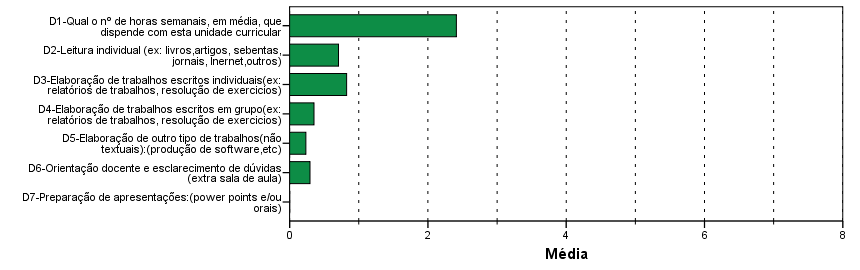 D1-Qual o nº de horas semanais, em média, que
dispende com esta unidade curricular
D2-Leitura individual (ex: livros,artigos, sebentas,
jornais, Inernet,outros)
D3-Elaboração de trabalhos escritos individuais(ex:
relatórios de trabalhos, resolução de exercicios)
D4-Elaboração de trabalhos escritos em grupo(ex:
relatórios de trabalhos, resolução de exercicios)
D5-Elaboração de outro tipo de trabalhos(não
textuais):(produção de software,etc)
D6-Orientação docente e esclarecimento de dúvidas
(extra sala de aula)
D7-Preparação de apresentações:(power points e/ou
orais)
0 2 4 6 8
Média